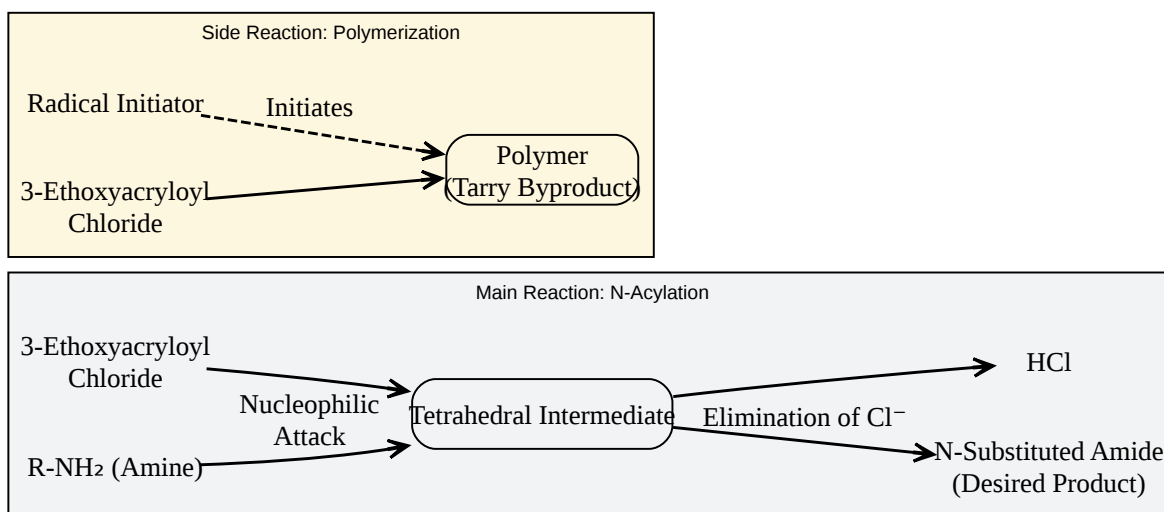 Side Reaction: Polymerization
Radical Initiator
Initiates
Polymer
(Tarry Byproduct)
3-Ethoxyacryloyl
Chloride
Main Reaction: N-Acylation
3-Ethoxyacryloyl
Chloride
HCl
Nucleophilic
Attack
Tetrahedral Intermediate
Elimination of Cl⁻
R-NH₂ (Amine)
N-Substituted Amide
(Desired Product)